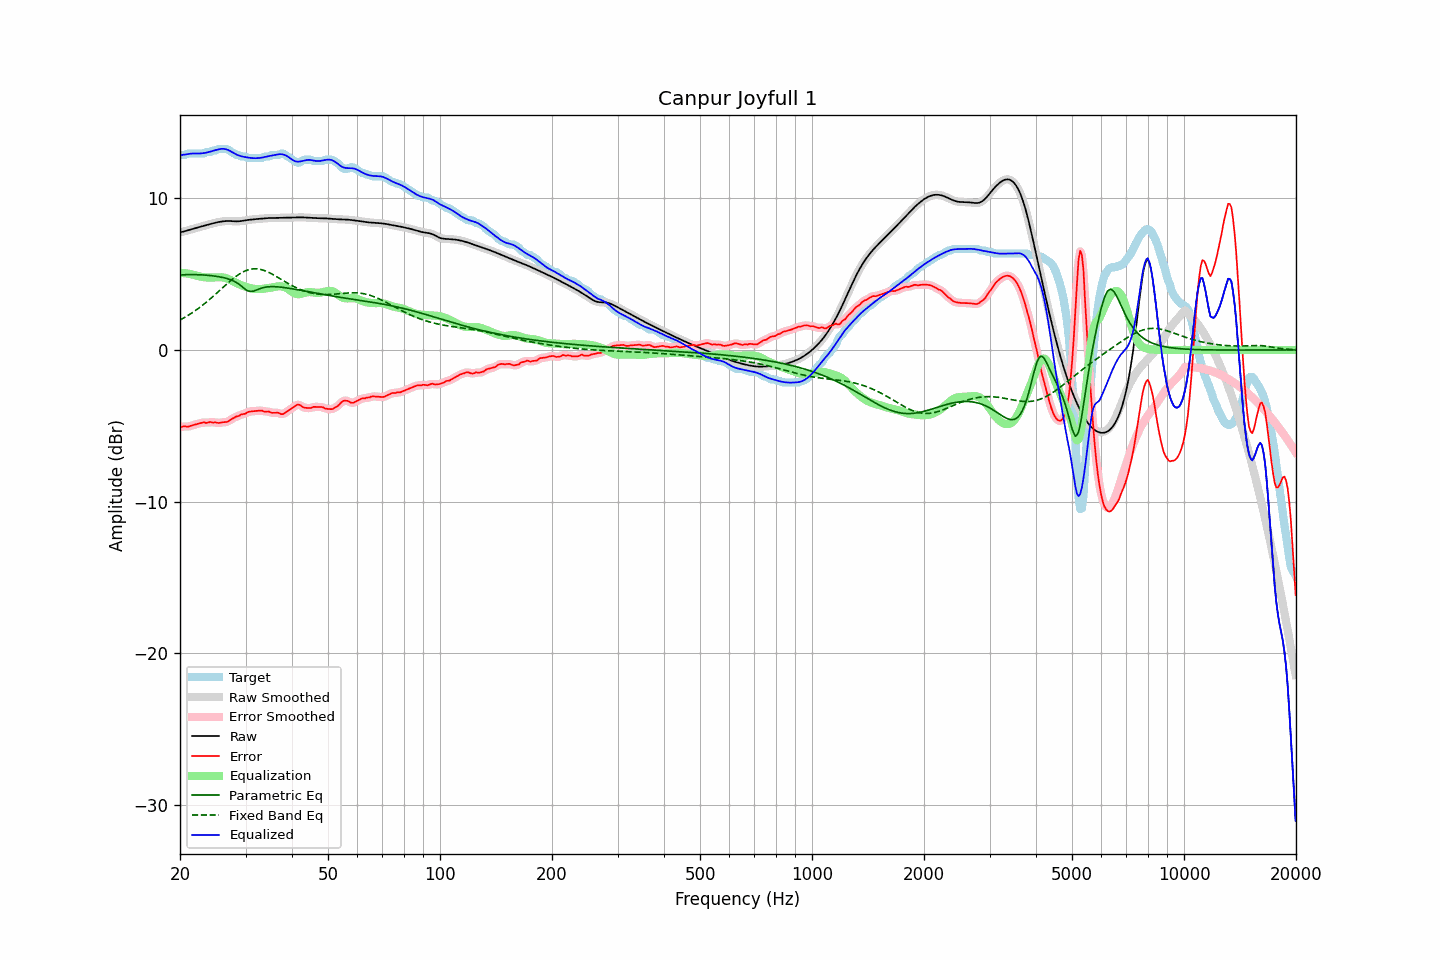 Canpur Joyfull 1
Amplitude (dBr)
10
0
−10
−20
−30
Target
Raw Smoothed
Error Smoothed
Raw
Error
Equalization
Parametric Eq
Fixed Band Eq
Equalized
20
50
100
200
500
1000
2000
5000
10000
20000
Frequency (Hz)